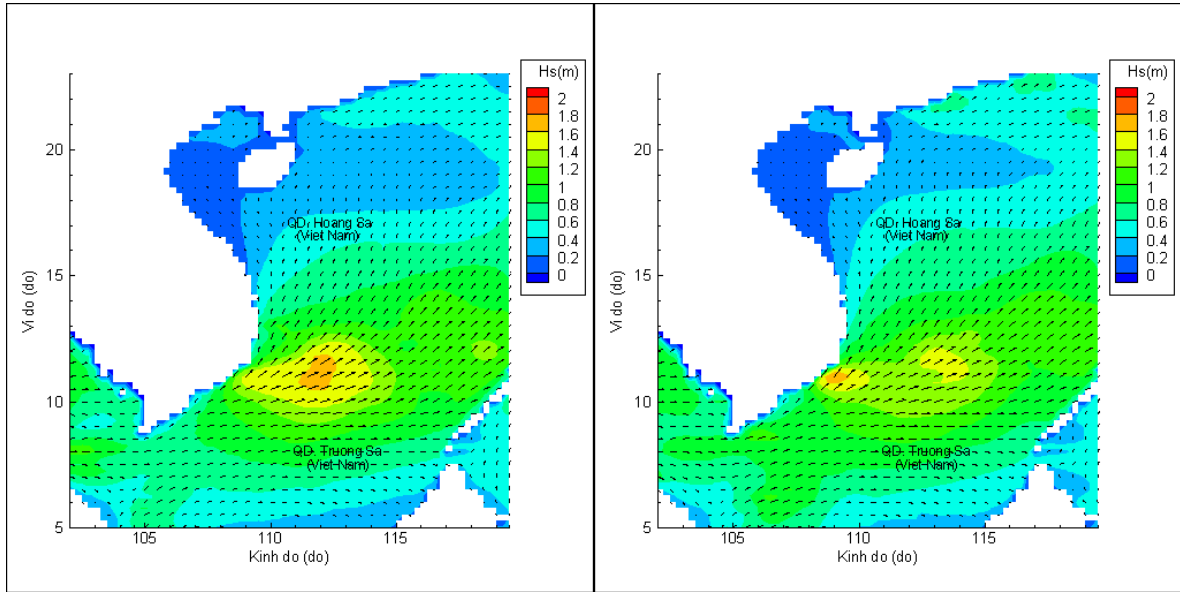 Hs(m)
2
1.8
1.6
1.4
1.2
1
0.8
0.6
0.4
0.2
0
20
15
10
5
105
110
115
Vi do (do)
Kinh do (do)
QD. Hoang Sa
(Viet Nam)
QD. Truong Sa
(Viet Nam)
Hs(m)
2
1.8
1.6
1.4
1.2
1
0.8
0.6
0.4
0.2
0
20
15
10
5
105
110
115
Vi do (do)
Kinh do (do)
QD. Hoang Sa
(Viet Nam)
QD. Truong Sa
(Viet Nam)